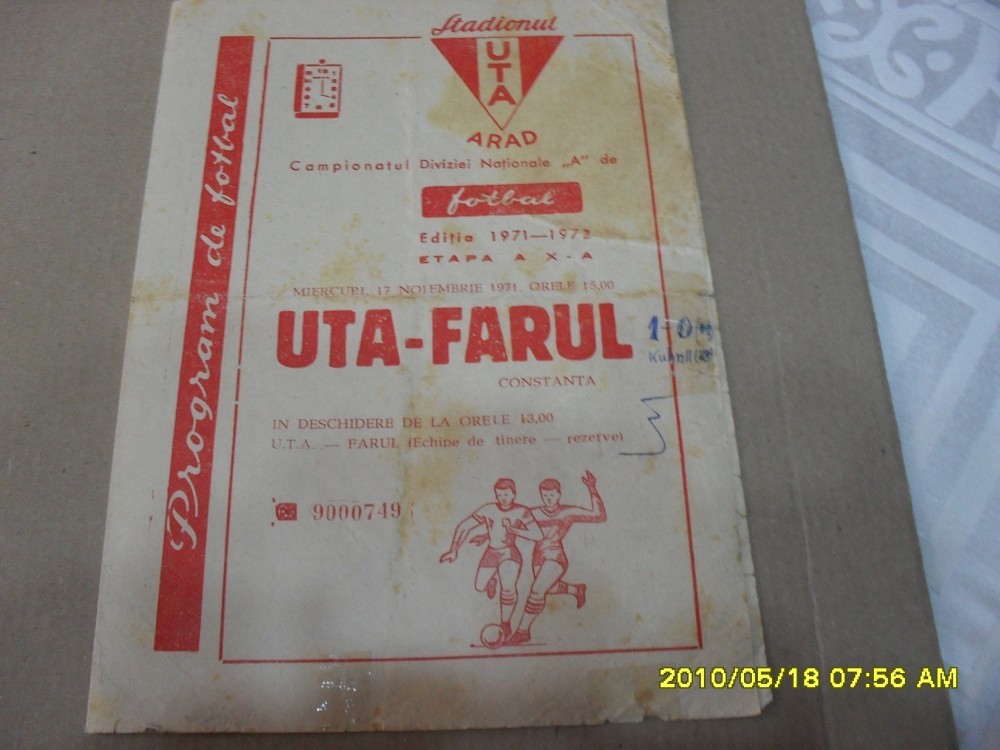 Stadionul
UTA
ARAD
Program de fotbal
Campionatul Diviziei Naționale „A" de
fotbal
Ediția 1971—1972
ETAPA A X-A
MIERCURI, 17 NOIEMBRIE 1971, ORELE 15,00
UTA-FARUL
1-0
CONSTANTA
IN DESCHIDERE DE LA ORELE 13,00
U.T.A. — FARUL (Echipe de tinere — rezerve)
9000749
2010/05/18 07:56 AM